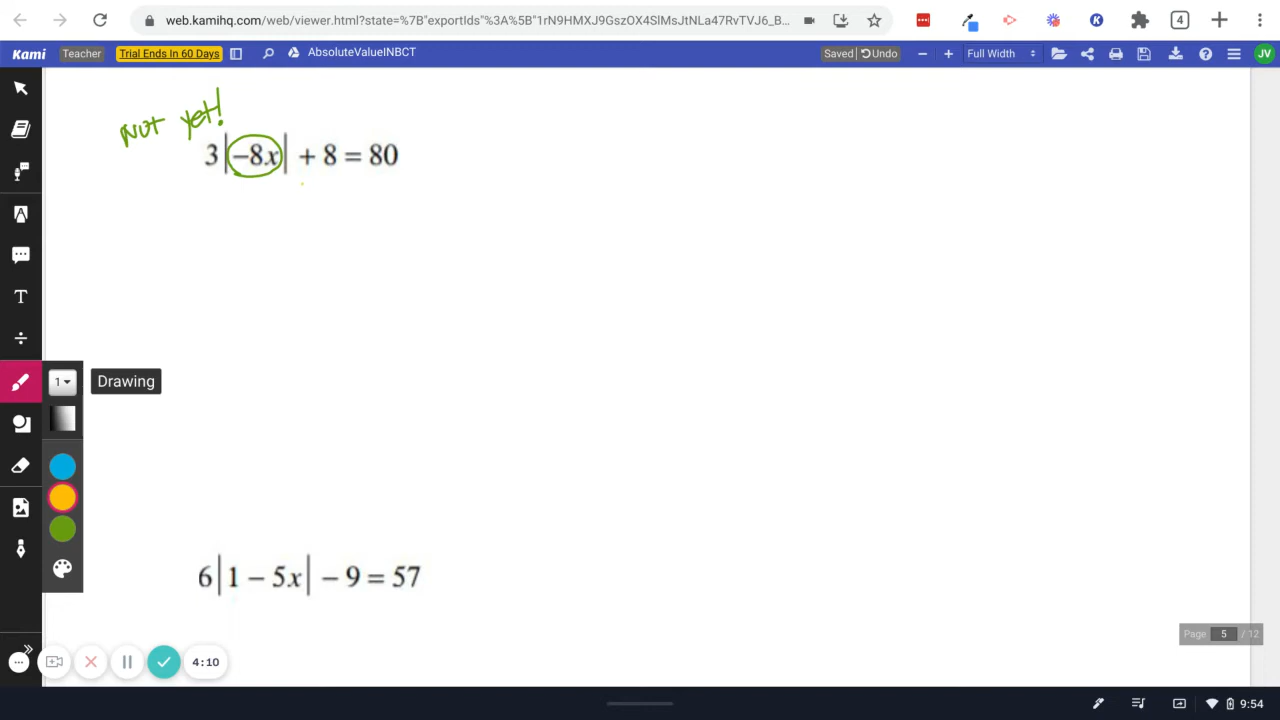 web.kamihq.com/web/viewer.html?state=%7B"exportIds"%3A%5B"1rN9HMXJ9GszOX4SlMsJtNLa47RvTVJ6_B...
4
Kami Teacher Trial Ends In 60 Days AbsoluteValueINBCT Saved Undo Full Width JV
Not yet!
3|−8x| + 8 = 80
T
1
Drawing
6|1 − 5x| − 9 = 57
Page 5 / 12
4:10
9:54